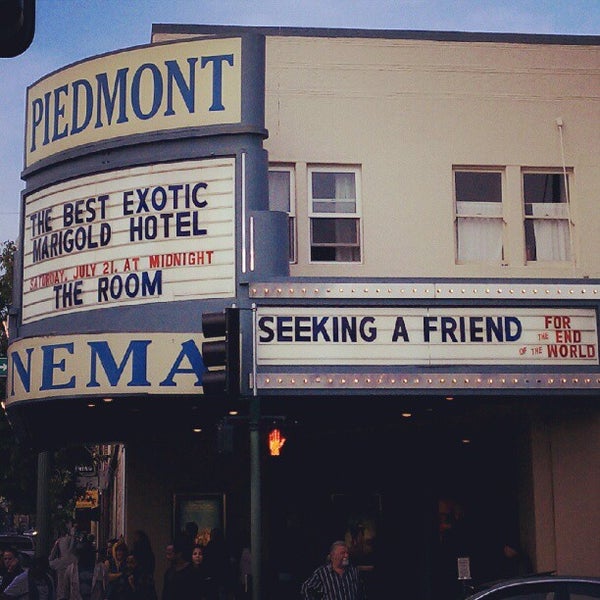 PIEDMONT
THE BEST EXOTIC
MARIGOLD HOTEL
SATURDAY, JULY 21, AT MIDNIGHT
THE ROOM
NEMA
SEEKING A FRIEND
FOR
THE END
OF THE WORLD